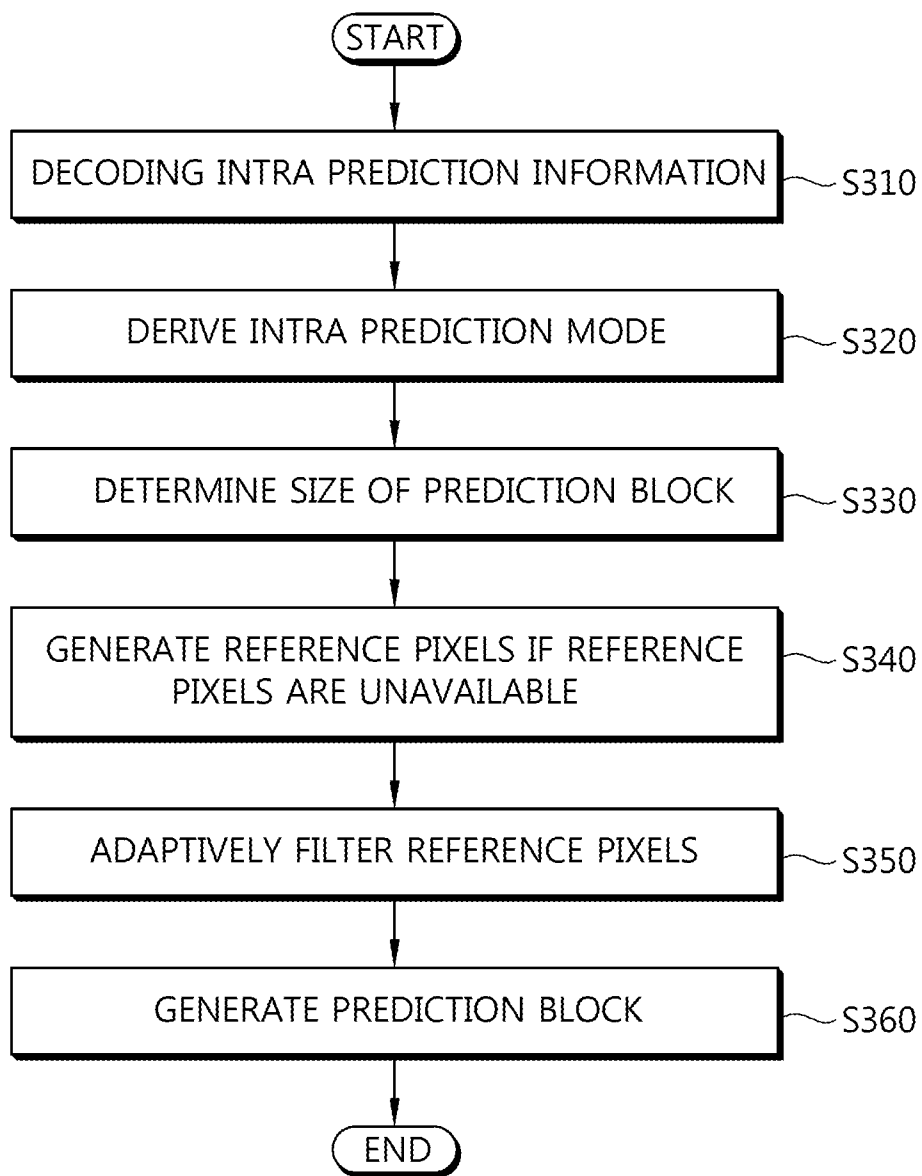 START
DECODING INTRA PREDICTION INFORMATION
S310
DERIVE INTRA PREDICTION MODE
S320
DETERMINE SIZE OF PREDICTION BLOCK
S330
GENERATE REFERENCE PIXELS IF REFERENCE
PIXELS ARE UNAVAILABLE
S340
ADAPTIVELY FILTER REFERENCE PIXELS
S350
GENERATE PREDICTION BLOCK
S360
END